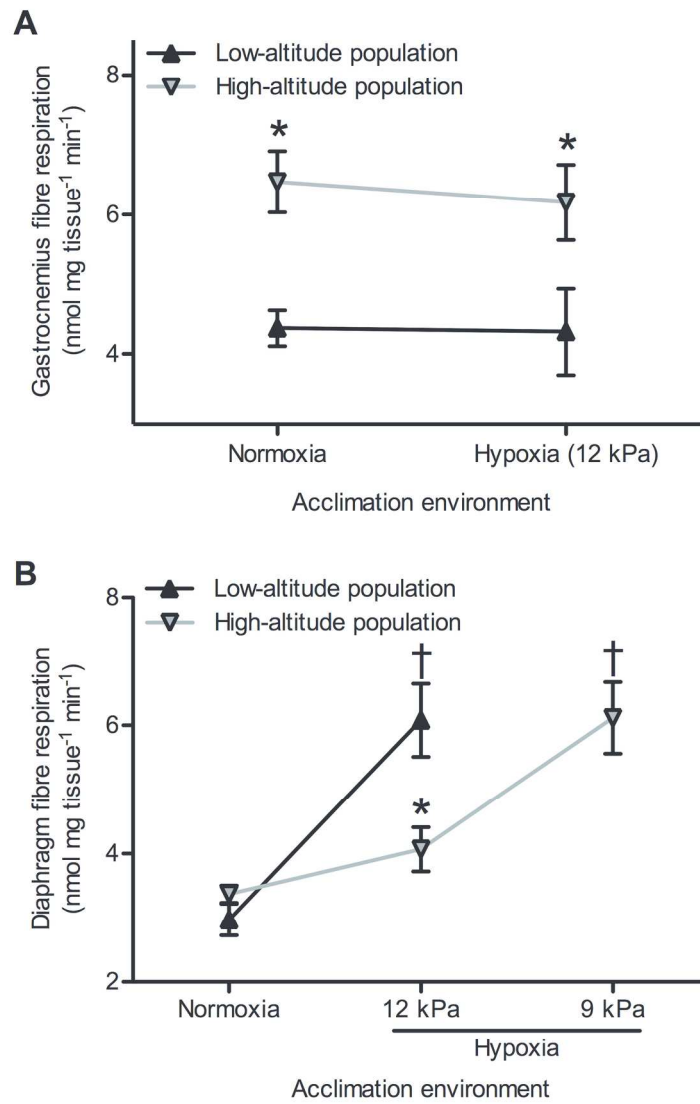 A
Low-altitude population
High-altitude population
8
6
4
Gastrocnemius fibre respiration
(nmol mg tissue⁻¹ min⁻¹)
*
*
Normoxia
Hypoxia (12 kPa)
Acclimation environment
B
Low-altitude population
High-altitude population
8
6
4
2
Diaphragm fibre respiration
(nmol mg tissue⁻¹ min⁻¹)
†
†
*
Normoxia
12 kPa
9 kPa
Hypoxia
Acclimation environment